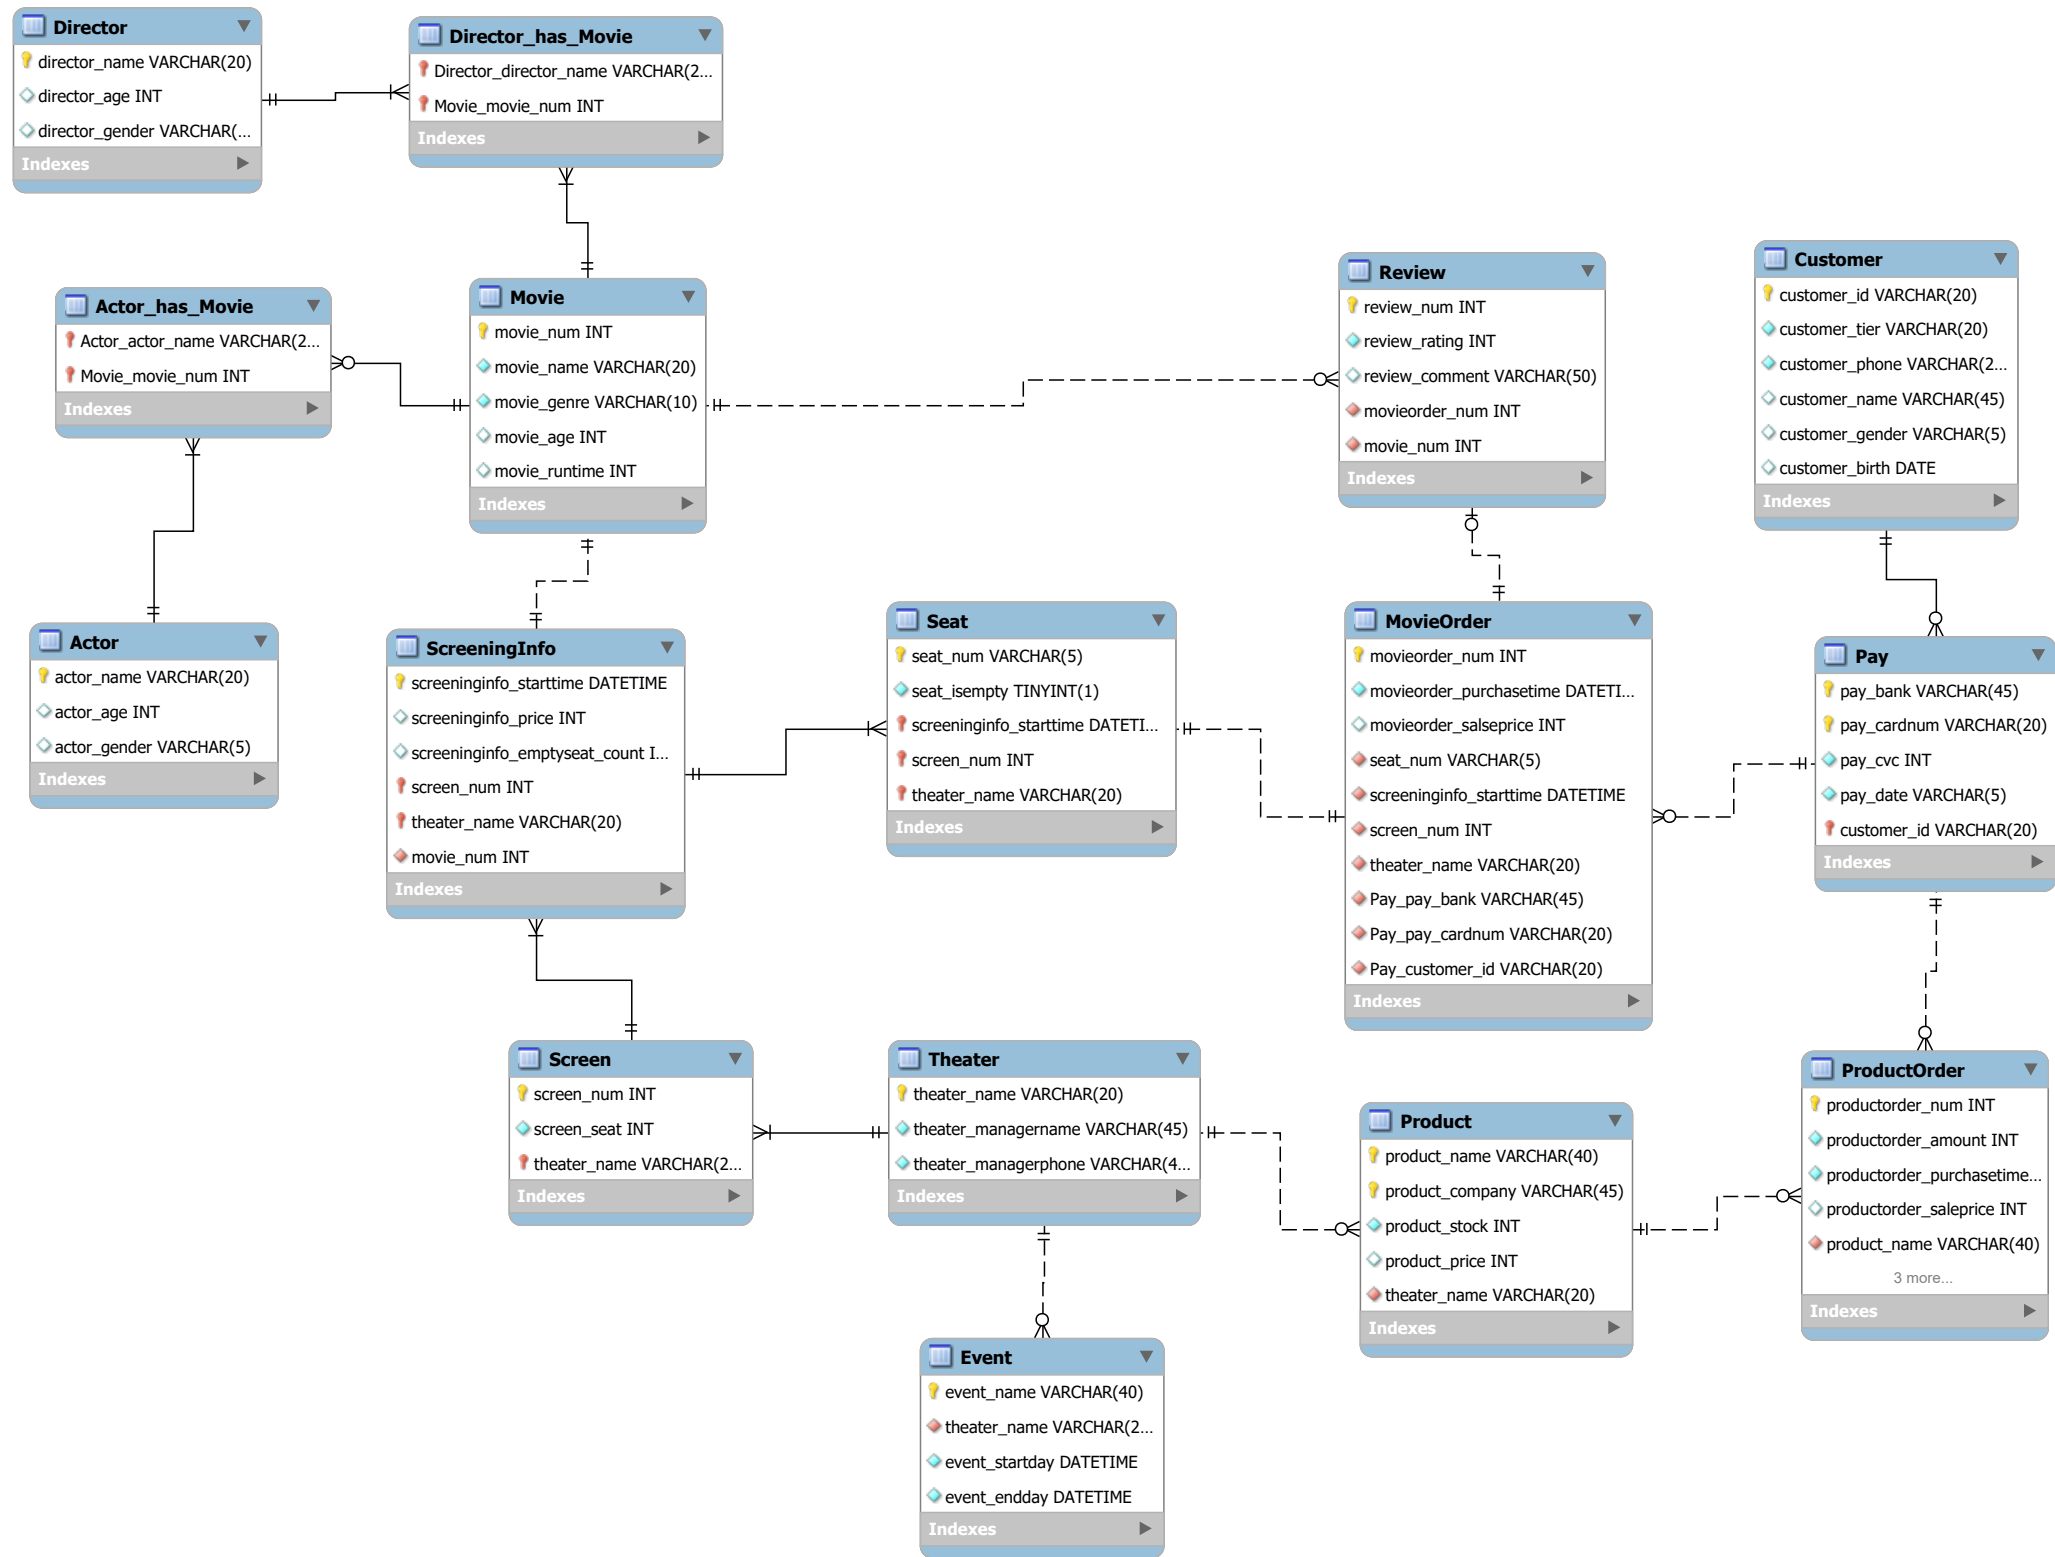 Director
director_name VARCHAR(20)
director_age INT
director_gender VARCHAR(...
Indexes
Director_has_Movie
Director_director_name VARCHAR(2...
Movie_movie_num INT
Indexes
Actor_has_Movie
Actor_actor_name VARCHAR(2...
Movie_movie_num INT
Indexes
Movie
movie_num INT
movie_name VARCHAR(20)
movie_genre VARCHAR(10)
movie_age INT
movie_runtime INT
Indexes
Review
review_num INT
review_rating INT
review_comment VARCHAR(50)
movieorder_num INT
movie_num INT
Indexes
Customer
customer_id VARCHAR(20)
customer_tier VARCHAR(20)
customer_phone VARCHAR(2...
customer_name VARCHAR(45)
customer_gender VARCHAR(5)
customer_birth DATE
Indexes
Actor
actor_name VARCHAR(20)
actor_age INT
actor_gender VARCHAR(5)
Indexes
ScreeningInfo
screeninginfo_starttime DATETIME
screeninginfo_price INT
screeninginfo_emptyseat_count I...
screen_num INT
theater_name VARCHAR(20)
movie_num INT
Indexes
Seat
seat_num VARCHAR(5)
seat_isempty TINYINT(1)
screeninginfo_starttime DATETI...
screen_num INT
theater_name VARCHAR(20)
Indexes
MovieOrder
movieorder_num INT
movieorder_purchasetime DATETI...
movieorder_salseprice INT
seat_num VARCHAR(5)
screeninginfo_starttime DATETIME
screen_num INT
theater_name VARCHAR(20)
Pay_pay_bank VARCHAR(45)
Pay_pay_cardnum VARCHAR(20)
Pay_customer_id VARCHAR(20)
Indexes
Pay
pay_bank VARCHAR(45)
pay_cardnum VARCHAR(20)
pay_cvc INT
pay_date VARCHAR(5)
customer_id VARCHAR(20)
Indexes
Screen
screen_num INT
screen_seat INT
theater_name VARCHAR(2...
Indexes
Theater
theater_name VARCHAR(20)
theater_managername VARCHAR(45)
theater_managerphone VARCHAR(4...
Indexes
Product
product_name VARCHAR(40)
product_company VARCHAR(45)
product_stock INT
product_price INT
theater_name VARCHAR(20)
Indexes
ProductOrder
productorder_num INT
productorder_amount INT
productorder_purchasetime...
productorder_saleprice INT
product_name VARCHAR(40)
3 more...
Indexes
Event
event_name VARCHAR(40)
theater_name VARCHAR(2...
event_startday DATETIME
event_endday DATETIME
Indexes